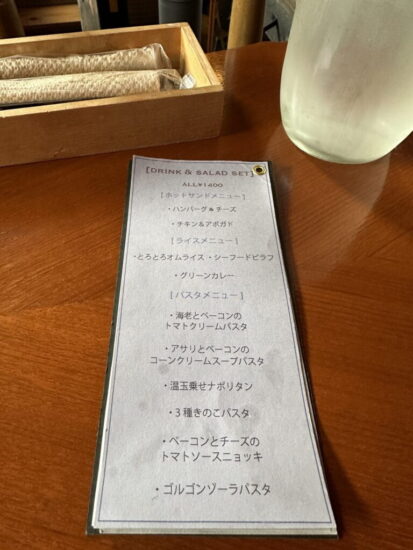 [DRINK & SALAD SET]
ALL¥1400
[ホットサンドメニュー]
・ハンバーグ＆チーズ
・チキン＆アボガド
[ライスメニュー]
・とろとろオムライス ・シーフードピラフ
・グリーンカレー
[パスタメニュー]
・海老とベーコンの
トマトクリームパスタ
・アサリとベーコンの
コーンクリームスープパスタ
・温玉乗せナポリタン
・３種きのこパスタ
・ベーコンとチーズの
トマトソースニョッキ
・ゴルゴンゾーラパスタ